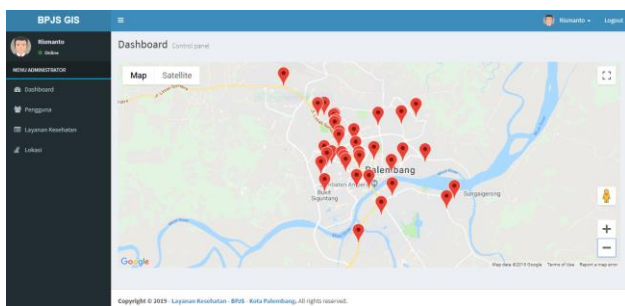 BPJS GIS
Rismanto
Logout
Rismanto
Online
Dashboard Control panel
MENU ADMINISTRATOR
Dashboard
Pengguna
Layanan Kesehatan
Lokasi
Map Satellite
Palembang
Bukit
Siguntang
Sungaigerong
Google
Map data ©2019 Google Terms of Use Report a map error
Copyright © 2019 - Layanan Kesehatan - BPJS - Kota Palembang. All rights reserved.